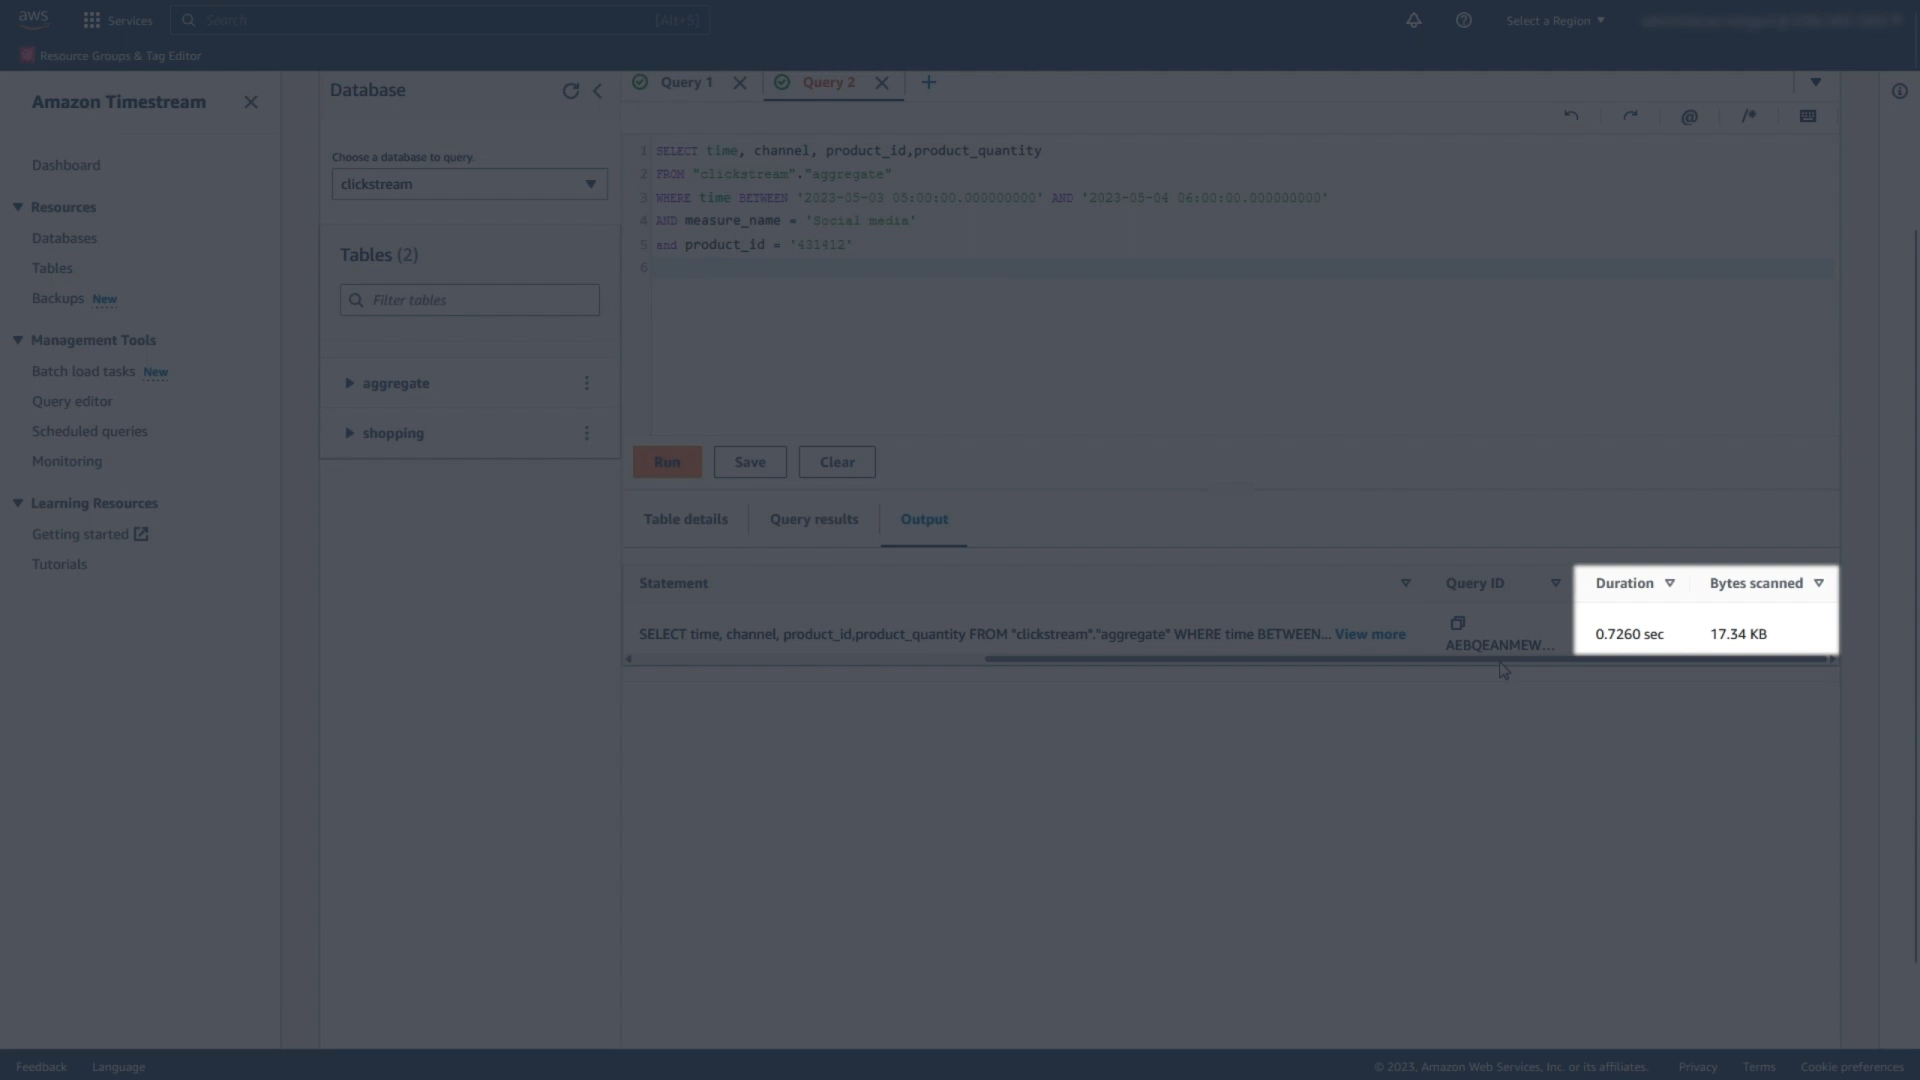 aws
Services
Search
[Alt+S]
Select a Region
Resource Groups & Tag Editor
Amazon Timestream
Dashboard
Resources
Databases
Tables
Backups New
Management Tools
Batch load tasks New
Query editor
Scheduled queries
Monitoring
Learning Resources
Getting started
Tutorials
Database
Choose a database to query.
clickstream
Tables (2)
Filter tables
aggregate
shopping
Query 1
Query 2
@
/*
1 SELECT time, channel, product_id,product_quantity
2 FROM "clickstream"."aggregate"
3 WHERE time BETWEEN '2023-05-03 05:00:00.000000000' AND '2023-05-04 06:00:00.000000000'
4 AND measure_name = 'Social media'
5 and product_id = '431412'
6
Run
Save
Clear
Table details
Query results
Output
Statement
Query ID
Duration
Bytes scanned
SELECT time, channel, product_id,product_quantity FROM "clickstream"."aggregate" WHERE time BETWEEN... View more
AEBQEANMEW...
0.7260 sec
17.34 KB
Feedback
Language
© 2023, Amazon Web Services, Inc. or its affiliates.
Privacy
Terms
Cookie preferences